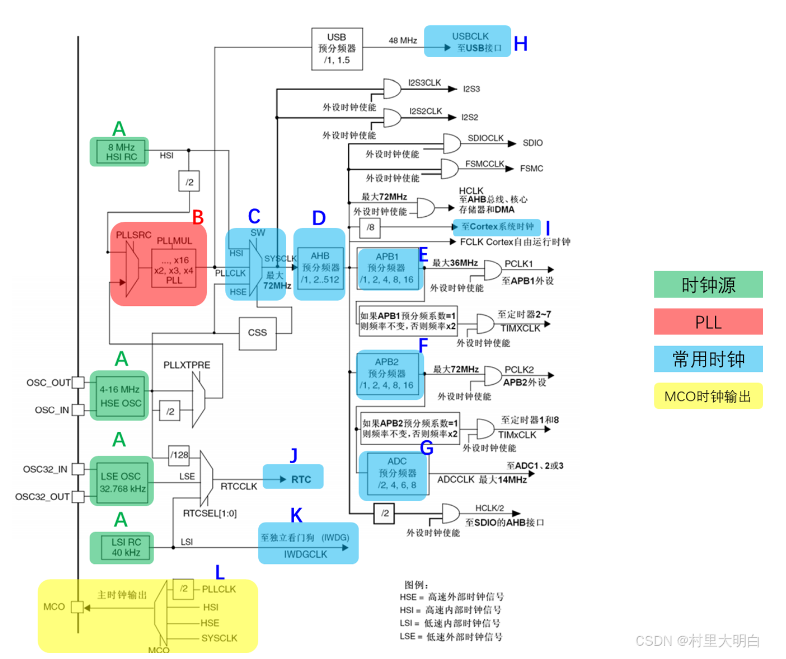 USB
预分频器
/1, 1.5
48 MHz
USBCLK
至USB接口
H
I2S3CLK
I2S3
外设时钟使能
I2S2CLK
I2S2
外设时钟使能
A
8 MHz
HSI RC
HSI
/2
SDIOCLK
SDIO
外设时钟使能
FSMCCLK
FSMC
外设时钟使能
最大72MHz
外设时钟使能
HCLK
至AHB总线、核心
存储器和DMA
/8
至Cortex系统时钟
I
FCLK Cortex自由运行时钟
B
PLLSRC
PLLMUL
..., x16
x2, x3, x4
PLL
C
SW
HSI
PLLCLK
HSE
SYSCLK
最大
72MHz
D
AHB
预分频器
/1, 2..512
CSS
E
APB1
预分频器
/1, 2, 4, 8, 16
最大36MHz
PCLK1
至APB1外设
外设时钟使能
如果APB1预分频系数=1
则频率不变,否则频率x2
至定时器2~7
TIMXCLK
外设时钟使能
F
APB2
预分频器
/1, 2, 4, 8, 16
最大72MHz
PCLK2
APB2外设
外设时钟使能
如果APB2预分频系数=1
则频率不变,否则频率x2
至定时器1和8
TIMxCLK
外设时钟使能
G
ADC
预分频器
/2, 4, 6, 8
至ADC1、2或3
ADCCLK 最大14MHz
/2
HCLK/2
至SDIO的AHB接口
外设时钟使能
A
OSC_OUT
OSC_IN
4-16 MHz
HSE OSC
PLLXTPRE
/2
A
OSC32_IN
OSC32_OUT
LSE OSC
32.768 kHz
/128
LSE
RTCSEL[1:0]
RTCCLK
J
RTC
A
LSI RC
40 kHz
LSI
K
至独立看门狗 (IWDG)
IWDGCLK
L
MCO
主时钟输出
/2
PLLCLK
HSI
HSE
SYSCLK
MCO
图例：
HSE = 高速外部时钟信号
HSI = 高速内部时钟信号
LSI = 低速内部时钟信号
LSE = 低速外部时钟信号
时钟源
PLL
常用时钟
MCO时钟输出
CSDN @村里大明白